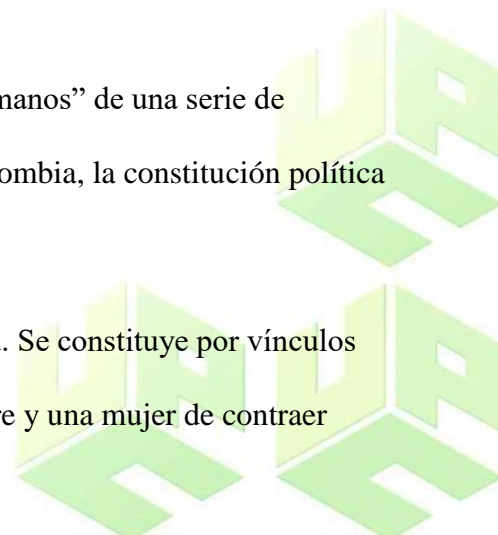 manos” de una serie de
ombia, la constitución política
. Se constituye por vínculos
re y una mujer de contraer